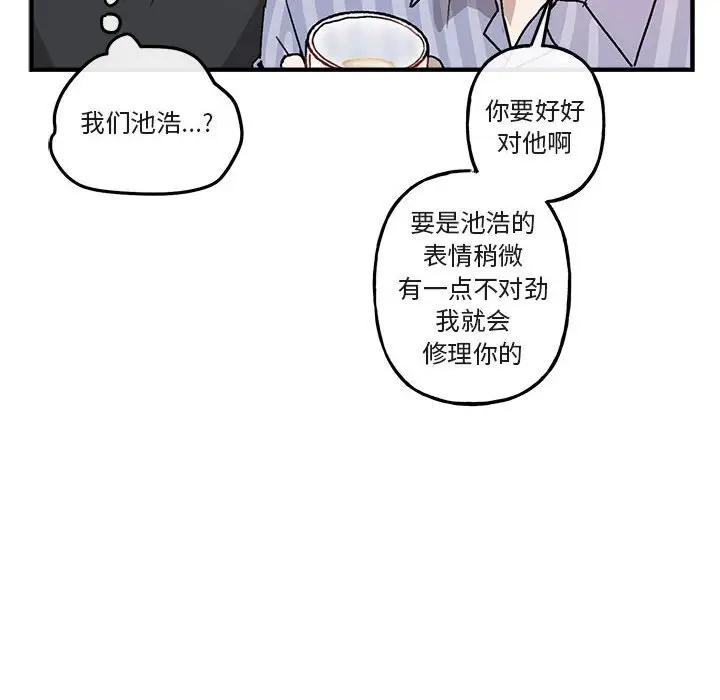 我们池浩...?
你要好好
对他啊
要是池浩的
表情稍微
有一点不对劲
我就会
修理你的